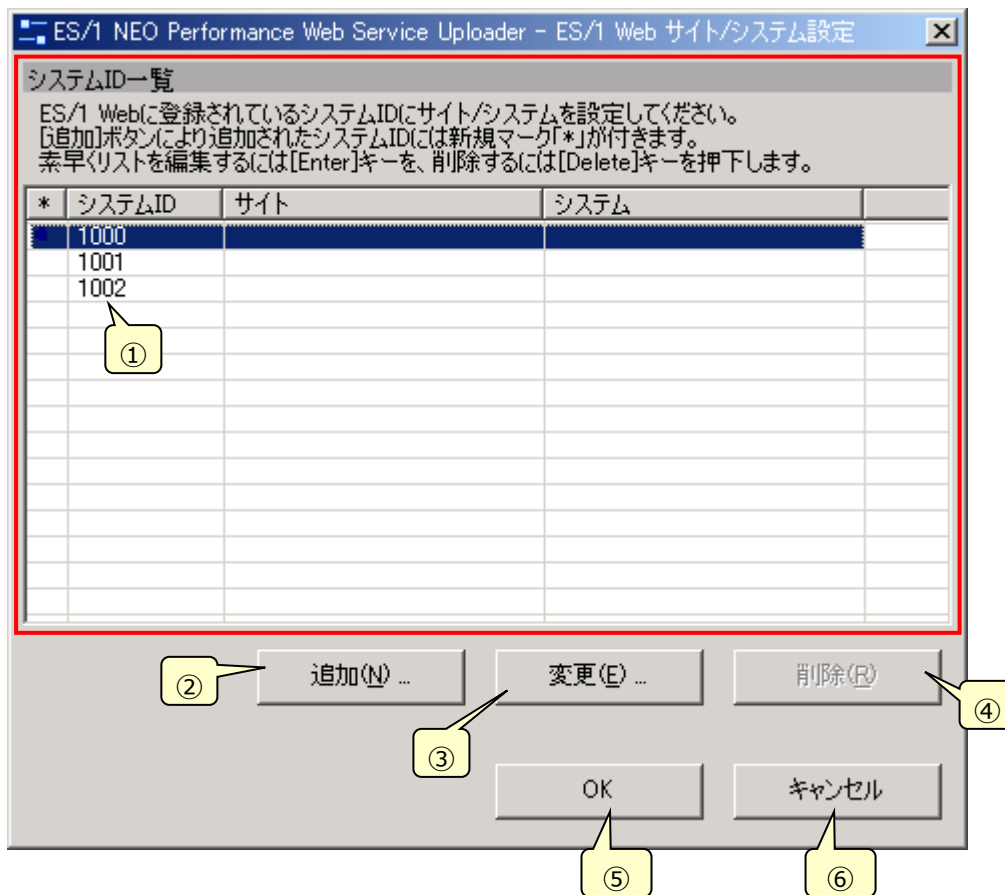 ES/1 NEO Performance Web Service Uploader - ES/1 Web サイト/システム設定
システムID一覧
ES/1 Webに登録されているシステムIDにサイト/システムを設定してください。
[追加]ボタンにより追加されたシステムIDには新規マーク「*」が付きます。
素早くリストを編集するには[Enter]キーを、削除するには[Delete]キーを押下します。
* システムID サイト システム
1000
1001
1002
①
② 追加(N) ... 変更(E) ... 削除(R)
④
③
OK キャンセル
⑤ ⑥